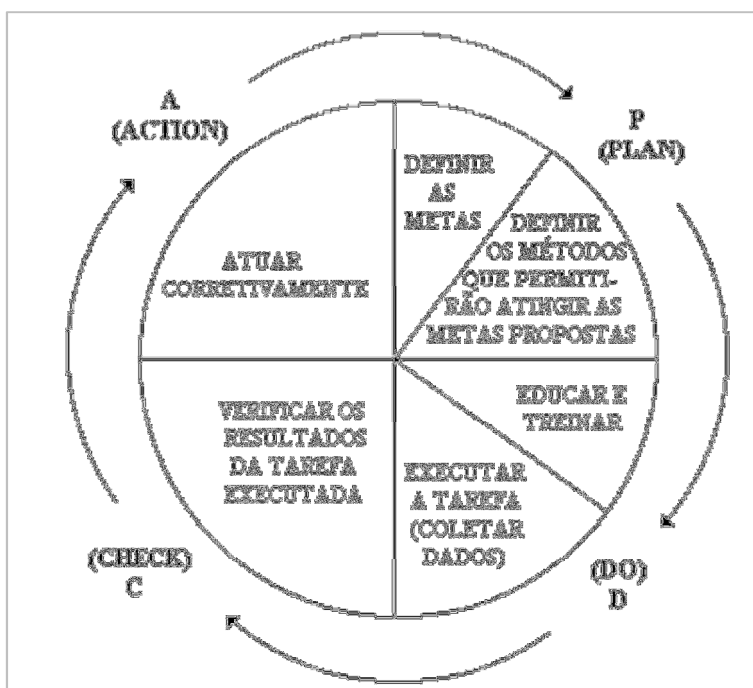 A
(ACTION)
P
(PLAN)
DEFINIR
AS
METAS
DEFINIR
OS MÉTODOS
QUE PERMITI-
RÃO ATINGIR AS
METAS PROPOSTAS
EDUCAR E
TREINAR
EXECUTAR
A TAREFA
(COLETAR
DADOS)
(DO)
D
VERIFICAR OS
RESULTADOS
DA TAREFA
EXECUTADA
(CHECK)
C
ATUAR
CORRETIVAMENTE